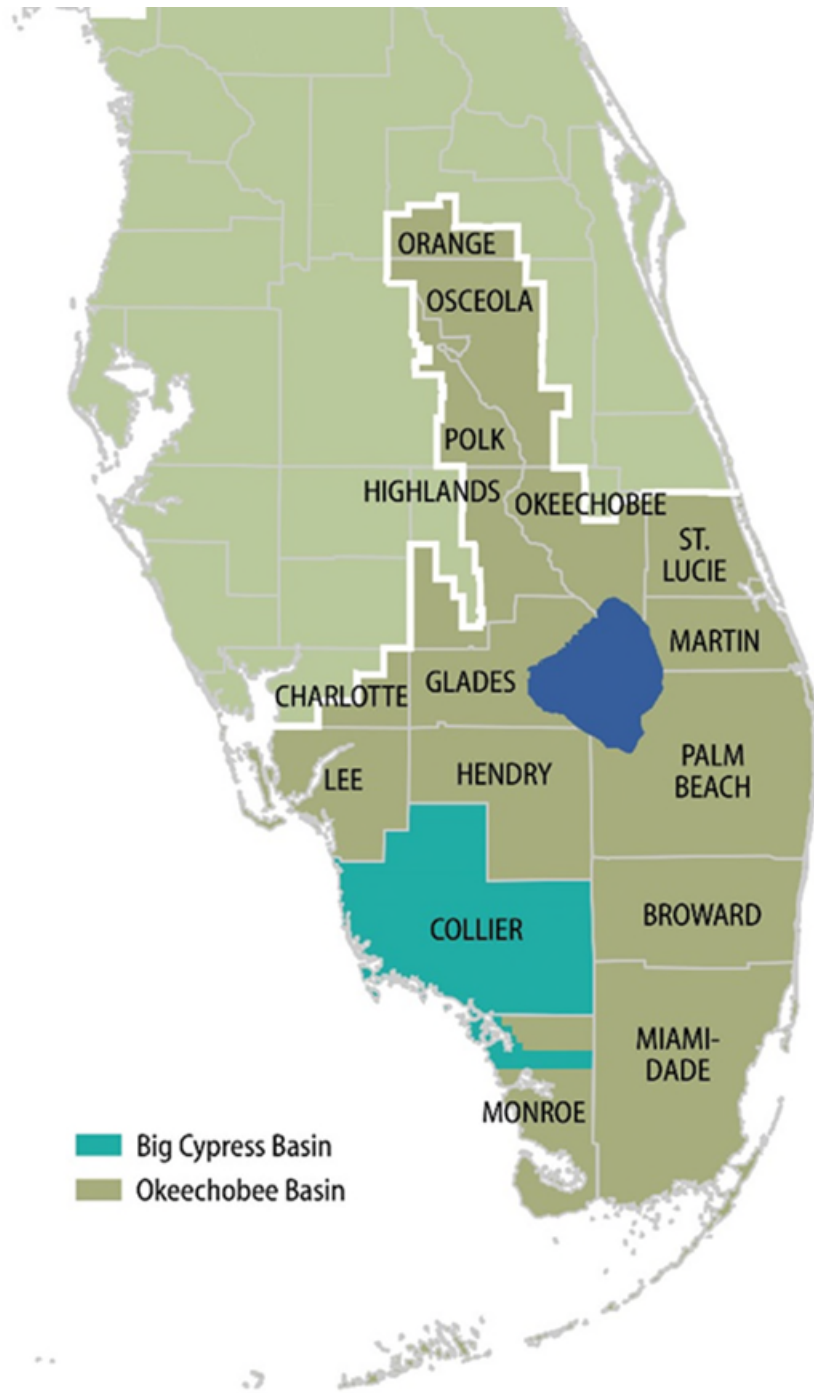 ORANGE
OSCEOLA
POLK
HIGHLANDS
OKEECHOBEE
ST.
LUCIE
MARTIN
CHARLOTTE
GLADES
LEE
HENDRY
PALM
BEACH
COLLIER
BROWARD
MIAMI-
DADE
MONROE
Big Cypress Basin
Okeechobee Basin